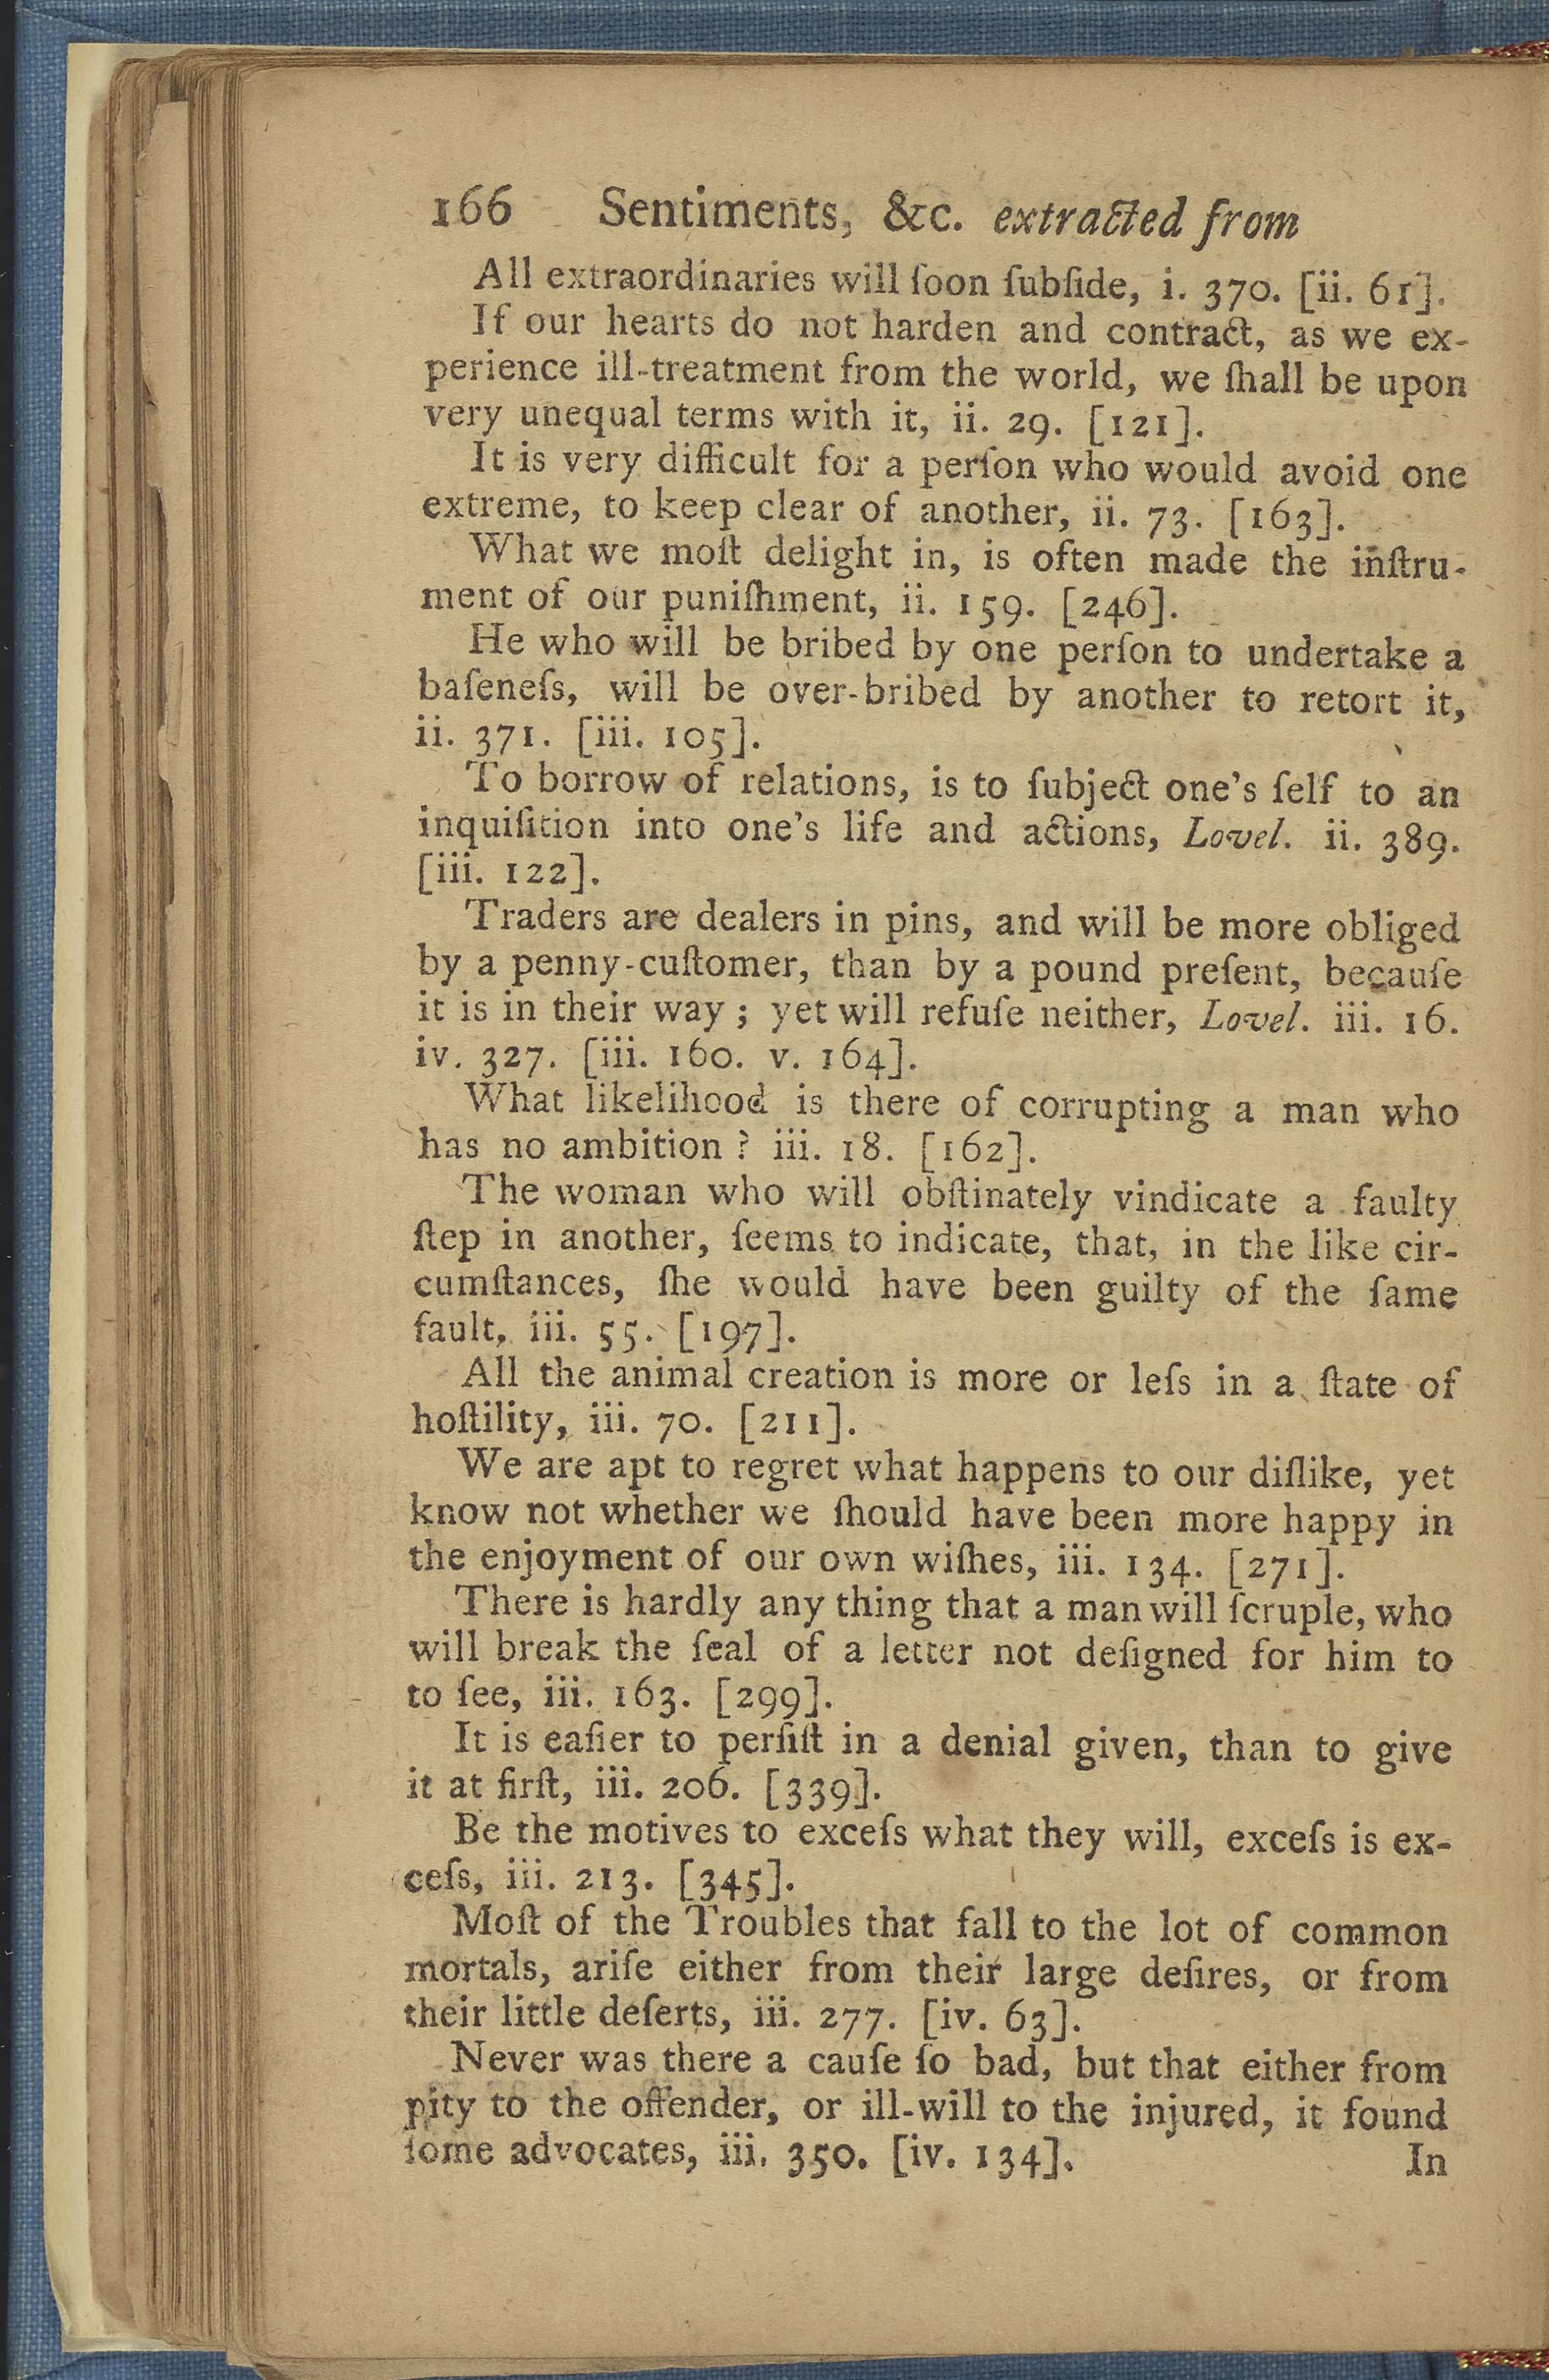 166 Sentiments, &c. extracted from
All extraordinaries will ſoon ſubſide, i. 370. [ii. 61].
If our hearts do not harden and contract, as we ex-
perience ill-treatment from the world, we ſhall be upon
very unequal terms with it, ii. 29. [121].
It is very difficult for a perſon who would avoid one
extreme, to keep clear of another, ii. 73. [163].
What we moſt delight in, is often made the inſtru-
ment of our puniſhment, ii. 159. [246].
He who will be bribed by one perſon to undertake a
baſeneſs, will be over-bribed by another to retort it,
ii. 371. [iii. 105].
To borrow of relations, is to ſubject one's ſelf to an
inquiſition into one's life and actions, Lovel. ii. 389.
[iii. 122].
Traders are dealers in pins, and will be more obliged
by a penny-cuſtomer, than by a pound preſent, becauſe
it is in their way; yet will refuſe neither, Lovel. iii. 16.
iv. 327. [iii. 160. v. 164].
What likelihood is there of corrupting a man who
has no ambition? iii. 18. [162].
The woman who will obſtinately vindicate a faulty
ſtep in another, ſeems to indicate, that, in the like cir-
cumſtances, ſhe would have been guilty of the ſame
fault, iii. 55. [197].
All the animal creation is more or leſs in a ſtate of
hoſtility, iii. 70. [211].
We are apt to regret what happens to our diſlike, yet
know not whether we ſhould have been more happy in
the enjoyment of our own wiſhes, iii. 134. [271].
There is hardly any thing that a man will ſcruple, who
will break the ſeal of a letter not deſigned for him to
to ſee, iii. 163. [299].
It is eaſier to perſiſt in a denial given, than to give
it at firſt, iii. 206. [339].
Be the motives to exceſs what they will, exceſs is ex-
ceſs, iii. 213. [345].
Moſt of the Troubles that fall to the lot of common
mortals, ariſe either from their large deſires, or from
their little deſerts, iii. 277. [iv. 63].
Never was there a cauſe ſo bad, but that either from
pity to the offender, or ill-will to the injured, it found
ſome advocates, iii. 350. [iv. 134].
In